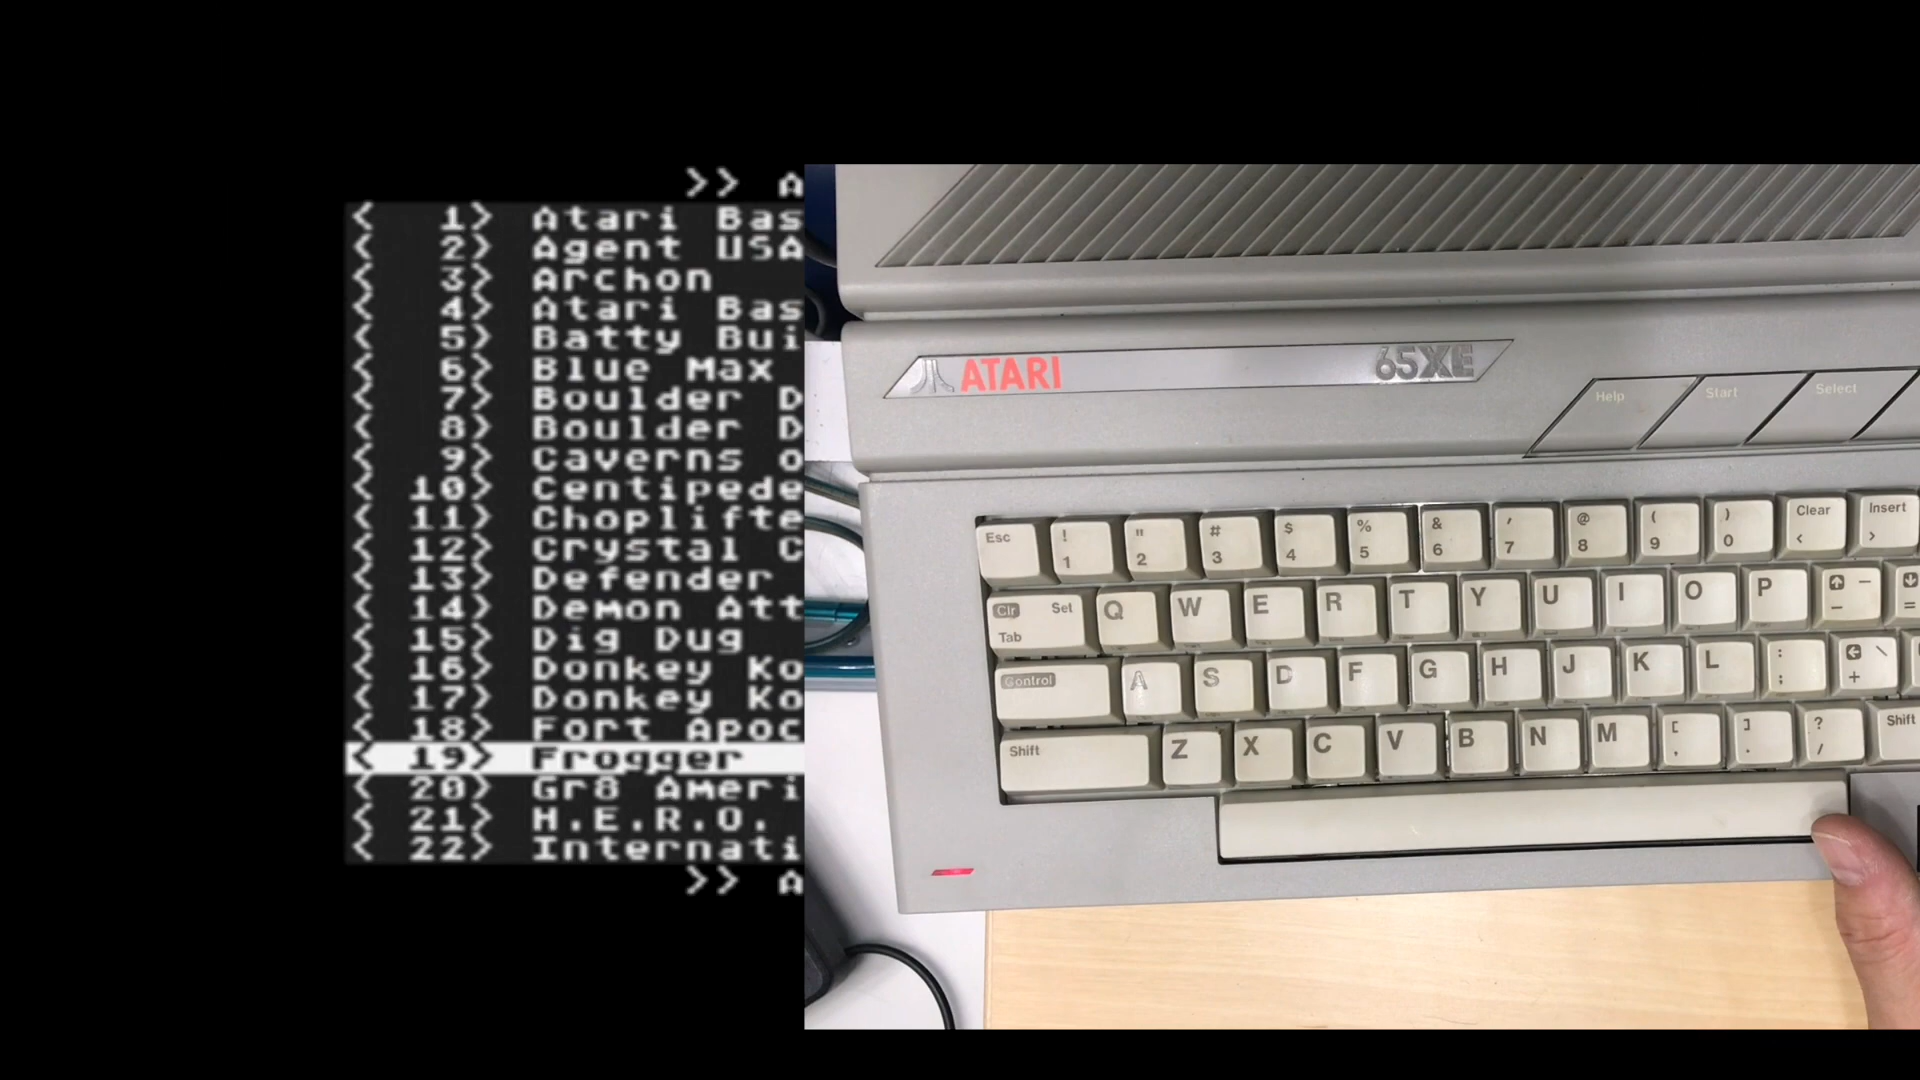 >> A
< 1> Atari Bas
< 2> Agent USA
< 3> Archon
< 4> Atari Bas
< 5> Batty Bui
< 6> Blue Max
< 7> Boulder D
< 8> Boulder D
< 9> Caverns o
< 10> Centipede
< 11> Choplifte
< 12> Crystal C
< 13> Defender
< 14> Demon Att
< 15> Dig Dug
< 16> Donkey Ko
< 17> Donkey Ko
< 18> Fort Apoc
< 19> Frogger
< 20> Gr8 Ameri
< 21> H.E.R.O.
< 22> Internati
>> A
ATARI 65XE
Help Start Select
Esc ! 1 " 2 # 3 $ 4 % 5 & 6 ' 7 @ 8 ( 9 ) 0 Clear < Insert >
Clr Set Tab Q W E R T Y U I O P ↑ – - ↓ =
Control A S D F G H J K L : ; ← \ +
Shift Z X C V B N M [ , ] . ? / Shift